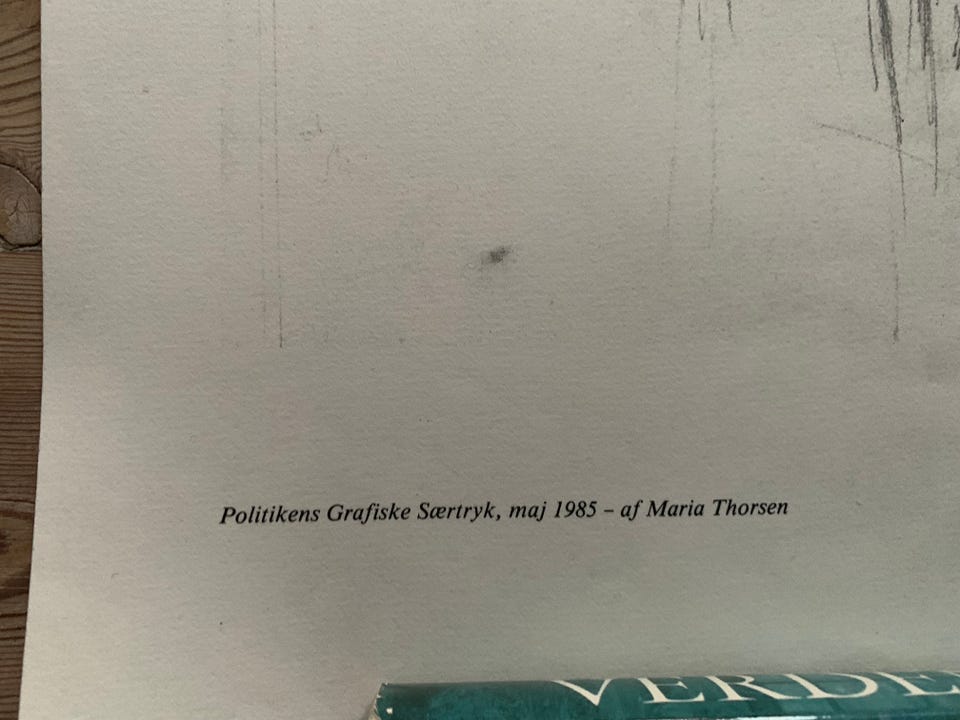 Politikens Grafiske Særtryk, maj 1985 – af Maria Thorsen
VERDE